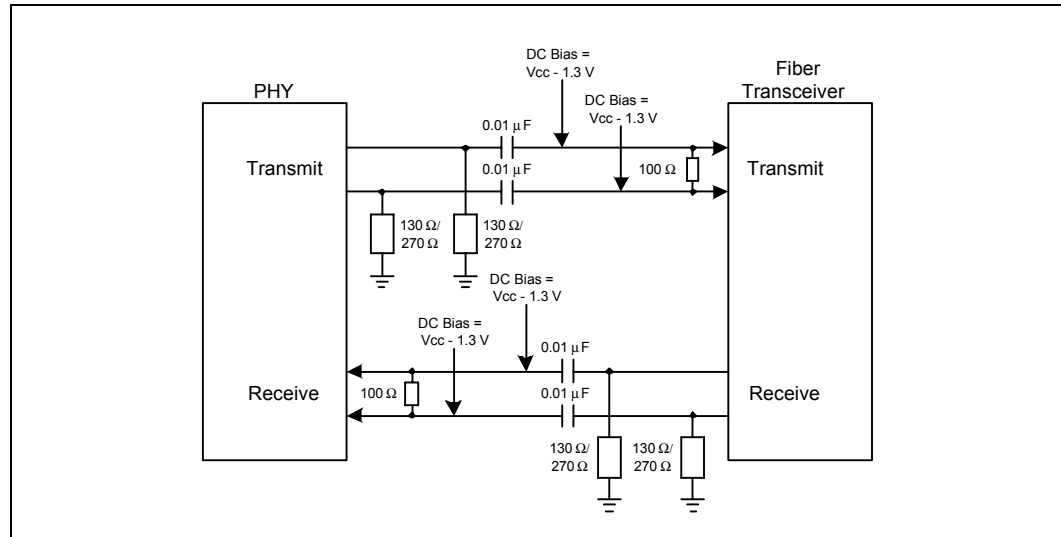 DC Bias =
Vcc - 1.3 V
Fiber
Transceiver
PHY
DC Bias =
Vcc - 1.3 V
0.01 μF
Transmit
0.01 μF
100 Ω
Transmit
130 Ω/
270 Ω
130 Ω/
270 Ω
DC Bias =
Vcc - 1.3 V
DC Bias =
Vcc - 1.3 V
0.01 μF
Receive
100 Ω
0.01 μF
Receive
130 Ω/
270 Ω
130 Ω/
270 Ω